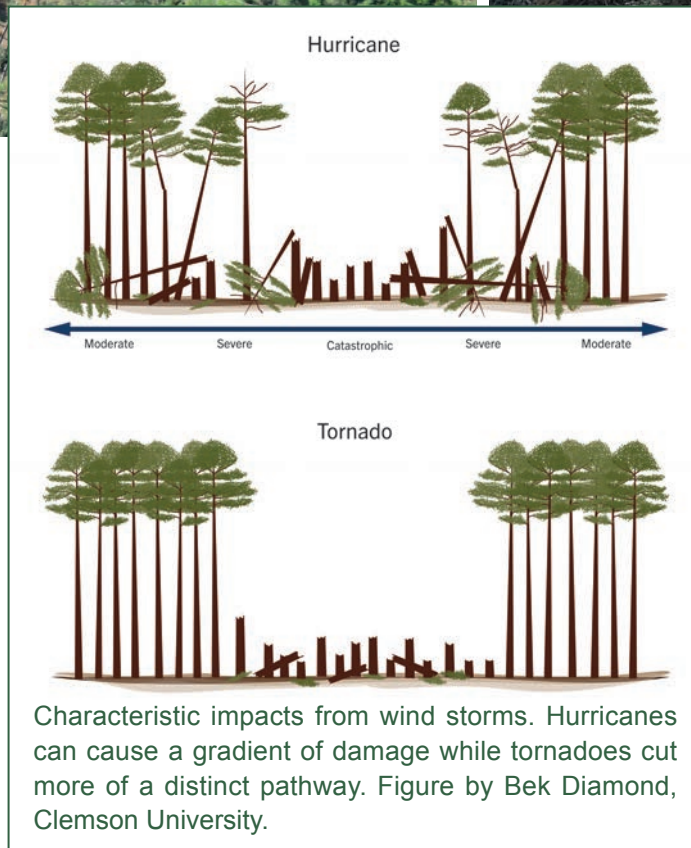 Hurricane
Moderate Severe Catastrophic Severe Moderate
Tornado
Characteristic impacts from wind storms. Hurricanes
can cause a gradient of damage while tornadoes cut
more of a distinct pathway. Figure by Bek Diamond,
Clemson University.